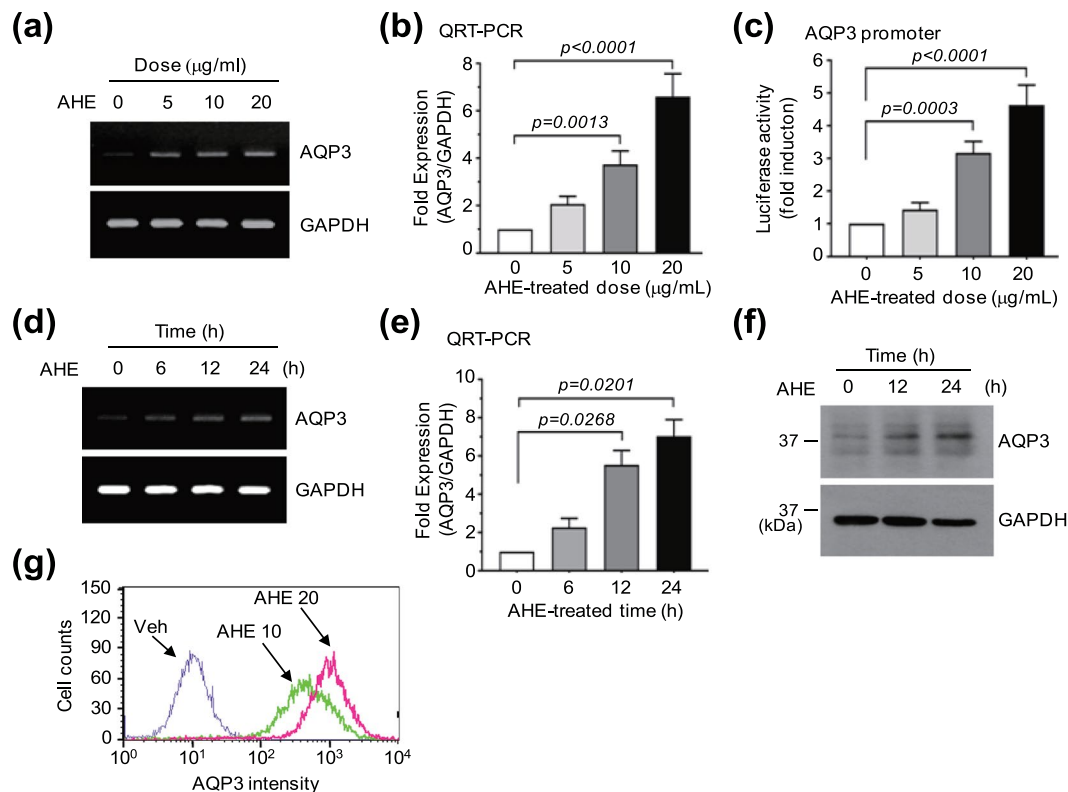 (a)
Dose (μg/ml)
AHE 0 5 10 20
AQP3
GAPDH
(b)
QRT-PCR
Fold Expression
(AQP3/GAPDH)
8
6
4
2
0
p<0.0001
p=0.0013
0 5 10 20
AHE-treated dose (μg/mL)
(c)
AQP3 promoter
Luciferase activity
(fold inducton)
6
5
4
3
2
1
0
p<0.0001
p=0.0003
0 5 10 20
AHE-treated dose (μg/mL)
(d)
Time (h)
AHE 0 6 12 24 (h)
AQP3
GAPDH
(e)
QRT-PCR
Fold Expression
(AQP3/GAPDH)
10
8
6
4
2
0
p=0.0201
p=0.0268
0 6 12 24
AHE-treated time (h)
(f)
Time (h)
AHE 0 12 24 (h)
37
AQP3
37
(kDa)
GAPDH
(g)
Cell counts
150
120
90
60
30
0
Veh
AHE 10
AHE 20
10⁰ 10¹ 10² 10³ 10⁴
AQP3 intensity